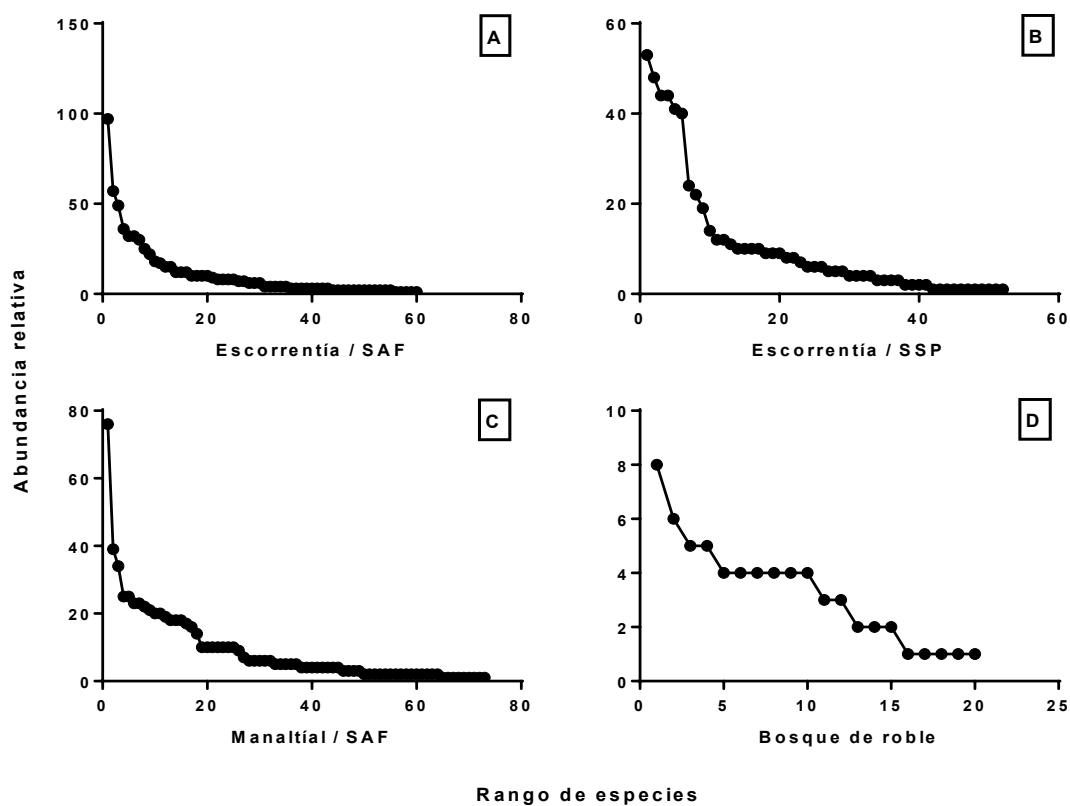 A
150
100
50
0
0 20 40 60 80
Escorrentía / SAF
B
60
40
20
0
0 20 40 60
Escorrentía / SSP
Abundancia relativa
C
80
60
40
20
0
0 20 40 60 80
Manaltíal / SAF
D
10
8
6
4
2
0
0 5 10 15 20 25
Bosque de roble
Rango de especies